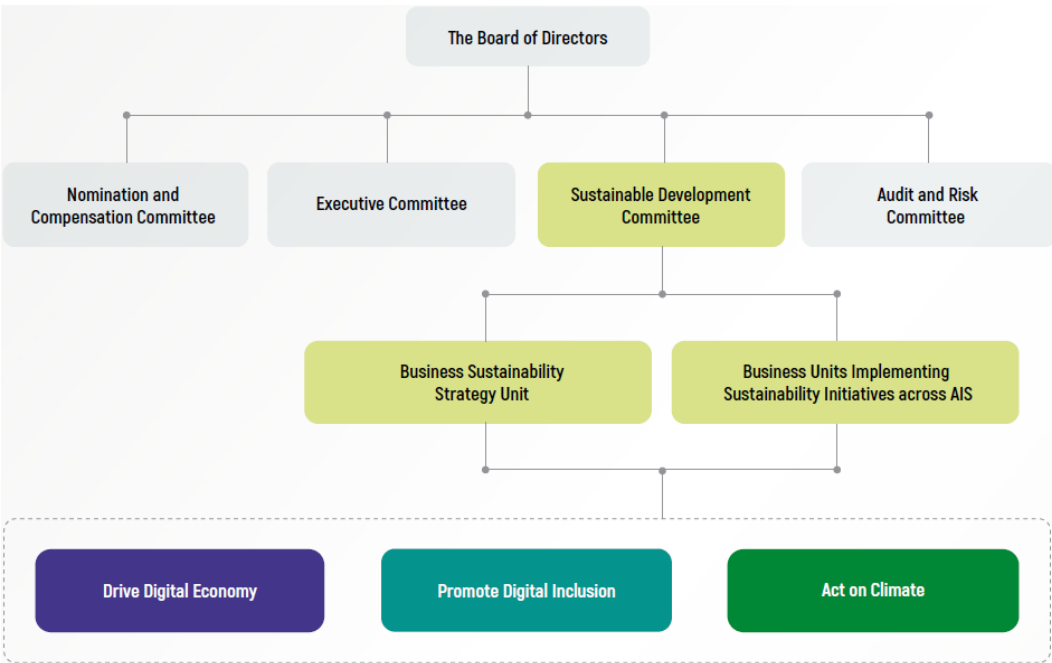 The Board of Directors
Nomination and
Compensation Committee
Executive Committee
Sustainable Development
Committee
Audit and Risk
Committee
Business Sustainability
Strategy Unit
Business Units Implementing
Sustainability Initiatives across AIS
Drive Digital Economy
Promote Digital Inclusion
Act on Climate